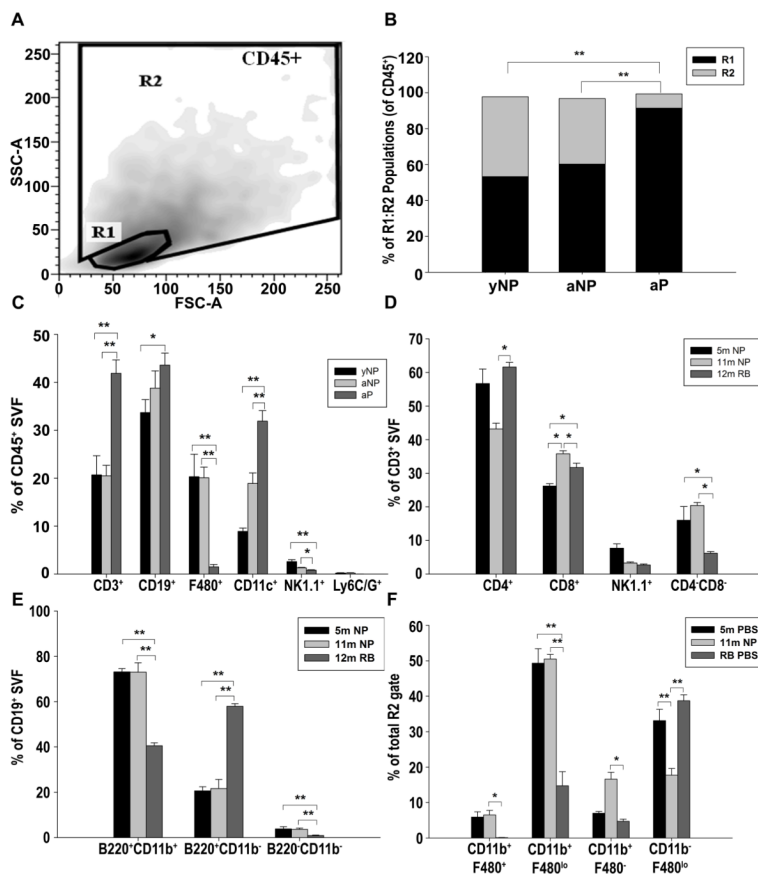 A
CD45+
R2
R1
SSC-A
250
200
150
100
50
0
0 50 100 150 200 250
FSC-A
B
% of R1:R2 Populations (of CD45⁺)
120
100
80
60
40
20
0
**
**
R1
R2
yNP aNP aP
C
% of CD45⁺ SVF
50
40
30
20
10
0
** * ** ** **
** ** ** *
yNP
aNP
aP
CD3⁺ CD19⁺ F480⁺ CD11c⁺ NK1.1⁺ Ly6C/G⁺
D
% of CD3⁺ SVF
70
60
50
40
30
20
10
0
* * * * * *
5m NP
11m NP
12m RB
CD4⁺ CD8⁺ NK1.1⁺ CD4⁻CD8⁻
E
% of CD19⁺ SVF
100
80
60
40
20
0
** ** **
** ** **
5m NP
11m NP
12m RB
B220⁺CD11b⁺ B220⁺CD11b⁻ B220⁻CD11b⁻
F
% of total R2 gate
60
50
40
30
20
10
0
* ** ** * ** **
5m PBS
11m NP
RB PBS
CD11b⁺ CD11b⁺ CD11b⁺ CD11b⁻
F480⁺ F480ˡᵒ F480⁻ F480ˡᵒ